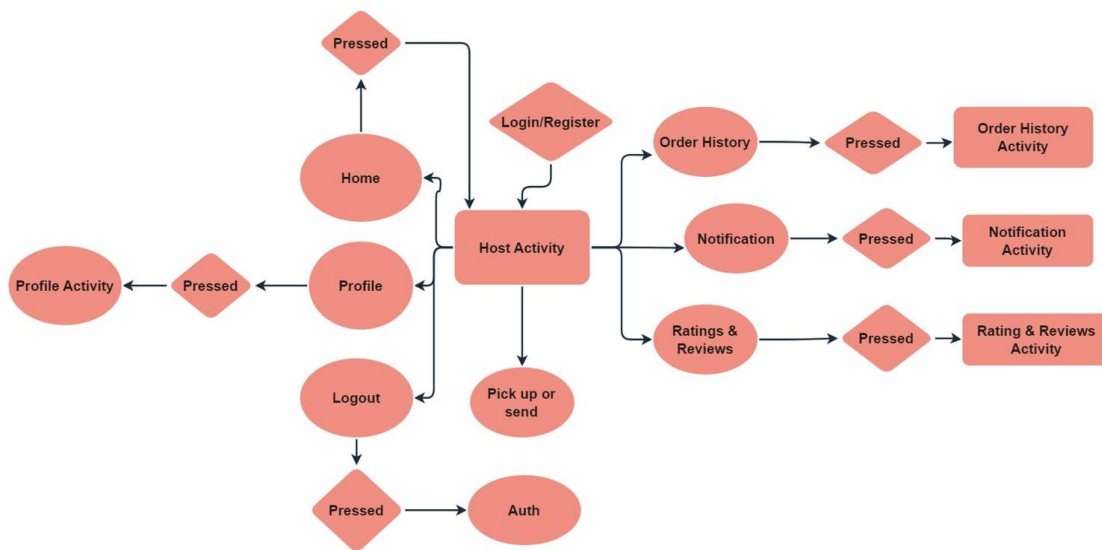 Pressed
Login/Register
Order History
Pressed
Order History
Activity
Home
Host Activity
Notification
Pressed
Notification
Activity
Profile Activity
Pressed
Profile
Ratings &
Reviews
Pressed
Rating & Reviews
Activity
Logout
Pick up or
send
Pressed
Auth